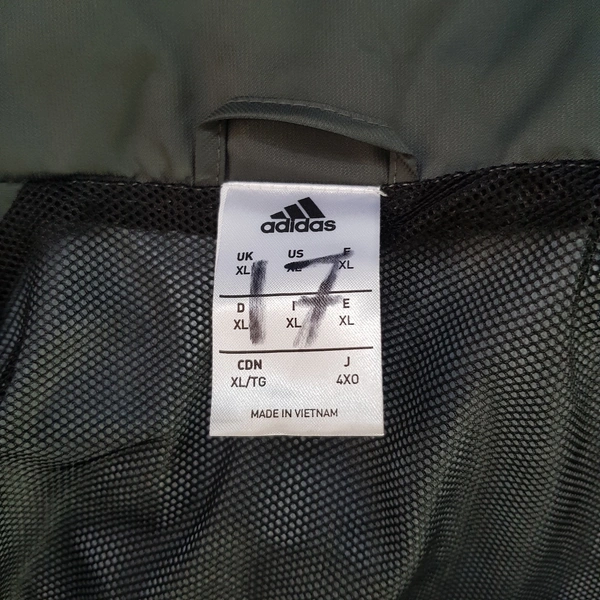 adidas
UK US F
XL XL XL
17
D I E
XL XL XL
CDN J
XL/TG 4XO
MADE IN VIETNAM